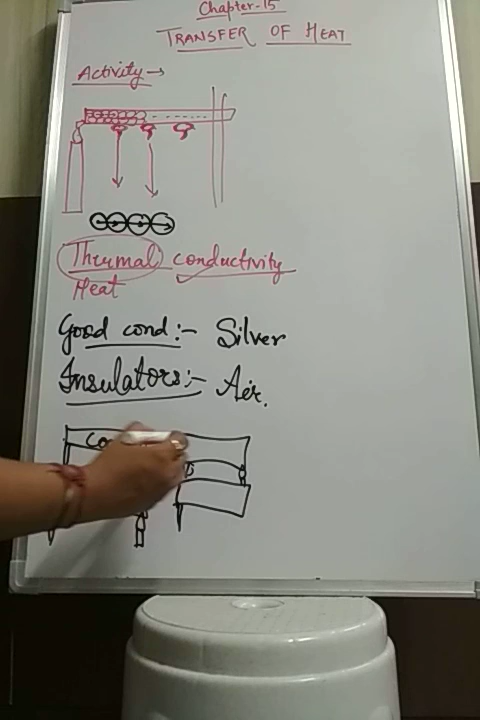 Chapter-15
TRANSFER OF HEAT
Activity→
Thermal conductivity
Heat
Good cond:- Silver
Insulators:- Air.